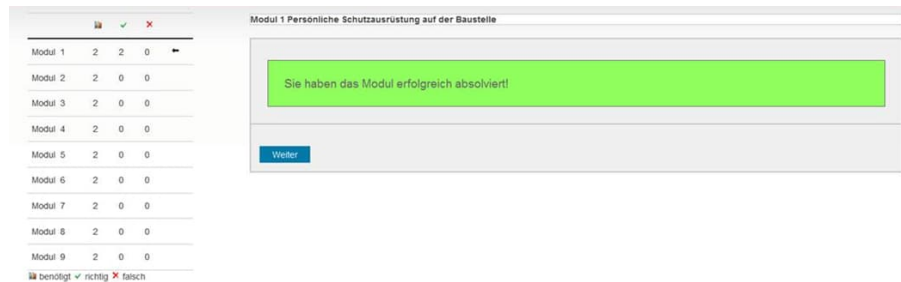 Modul 1 Persönliche Schutzausrüstung auf der Baustelle
Modul 1 2 2 0
Modul 2 2 0 0
Modul 3 2 0 0
Modul 4 2 0 0
Modul 5 2 0 0
Modul 6 2 0 0
Modul 7 2 0 0
Modul 8 2 0 0
Modul 9 2 0 0
benötigt richtig falsch
Sie haben das Modul erfolgreich absolviert!
Weiter